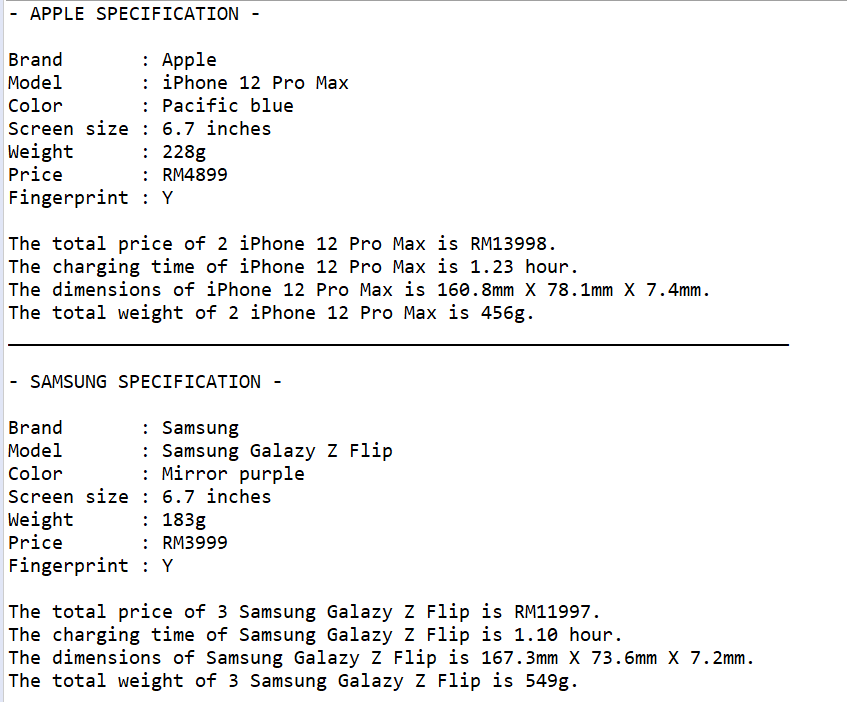 - APPLE SPECIFICATION -
Brand : Apple
Model : iPhone 12 Pro Max
Color : Pacific blue
Screen size : 6.7 inches
Weight : 228g
Price : RM4899
Fingerprint : Y
The total price of 2 iPhone 12 Pro Max is RM13998.
The charging time of iPhone 12 Pro Max is 1.23 hour.
The dimensions of iPhone 12 Pro Max is 160.8mm X 78.1mm X 7.4mm.
The total weight of 2 iPhone 12 Pro Max is 456g.
- SAMSUNG SPECIFICATION -
Brand : Samsung
Model : Samsung Galazy Z Flip
Color : Mirror purple
Screen size : 6.7 inches
Weight : 183g
Price : RM3999
Fingerprint : Y
The total price of 3 Samsung Galazy Z Flip is RM11997.
The charging time of Samsung Galazy Z Flip is 1.10 hour.
The dimensions of Samsung Galazy Z Flip is 167.3mm X 73.6mm X 7.2mm.
The total weight of 3 Samsung Galazy Z Flip is 549g.